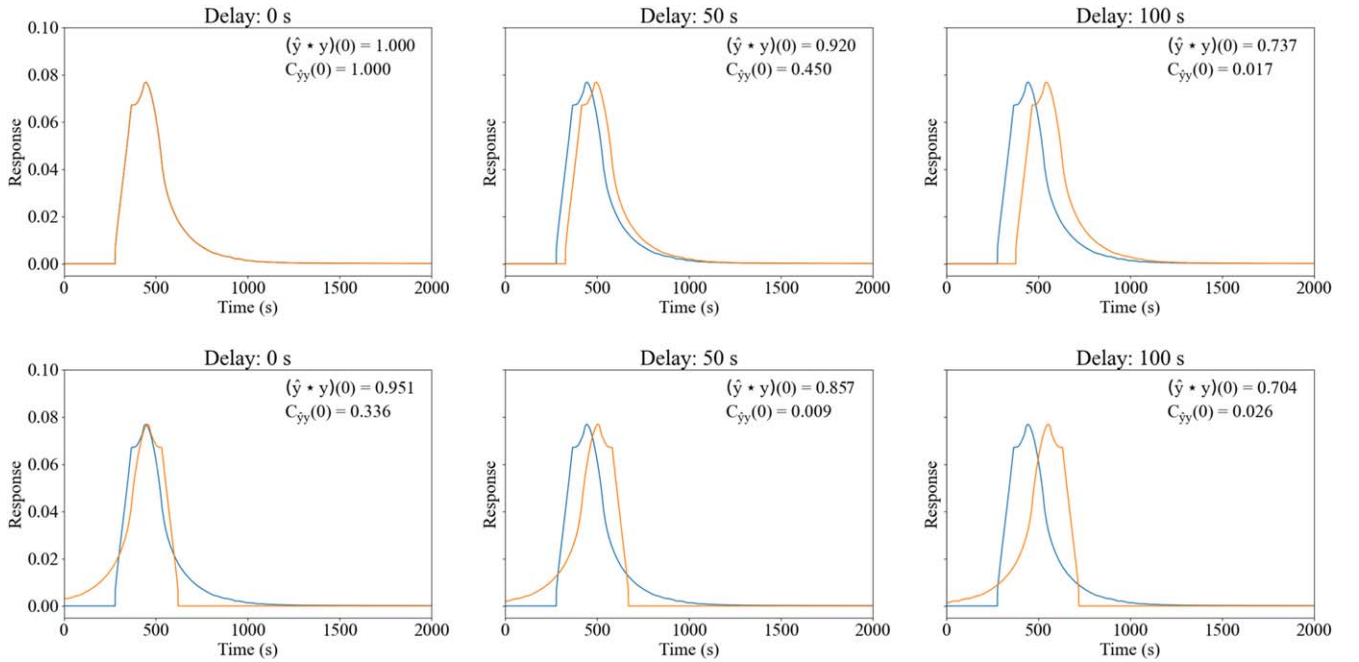 Delay: 0 s
(ŷ ⋆ y)(0) = 1.000
C_ŷy(0) = 1.000
Response
0.10
0.08
0.06
0.04
0.02
0.00
0 500 1000 1500 2000
Time (s)
Delay: 50 s
(ŷ ⋆ y)(0) = 0.920
C_ŷy(0) = 0.450
Response
0 500 1000 1500 2000
Time (s)
Delay: 100 s
(ŷ ⋆ y)(0) = 0.737
C_ŷy(0) = 0.017
Response
0 500 1000 1500 2000
Time (s)
Delay: 0 s
(ŷ ⋆ y)(0) = 0.951
C_ŷy(0) = 0.336
Response
0.10
0.08
0.06
0.04
0.02
0.00
0 500 1000 1500 2000
Time (s)
Delay: 50 s
(ŷ ⋆ y)(0) = 0.857
C_ŷy(0) = 0.009
Response
0 500 1000 1500 2000
Time (s)
Delay: 100 s
(ŷ ⋆ y)(0) = 0.704
C_ŷy(0) = 0.026
Response
0 500 1000 1500 2000
Time (s)